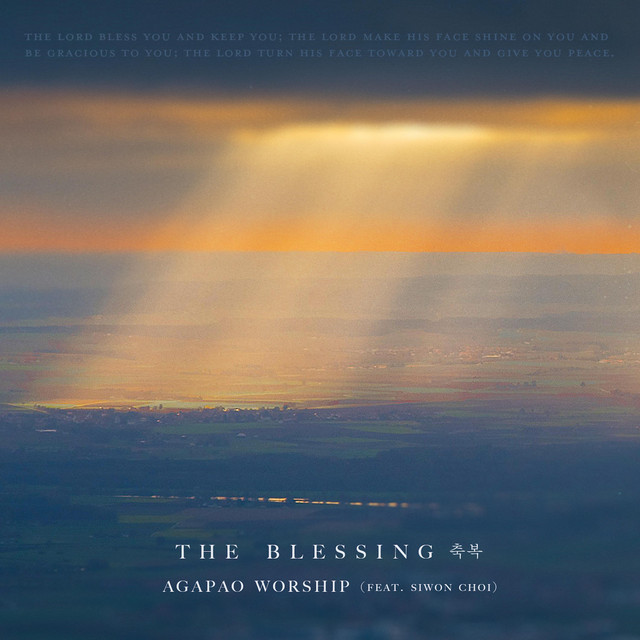 THE LORD BLESS YOU AND KEEP YOU; THE LORD MAKE HIS FACE SHINE ON YOU AND
BE GRACIOUS TO YOU; THE LORD TURN HIS FACE TOWARD YOU AND GIVE YOU PEACE.
THE BLESSING 축복
AGAPAO WORSHIP (FEAT. SIWON CHOI)